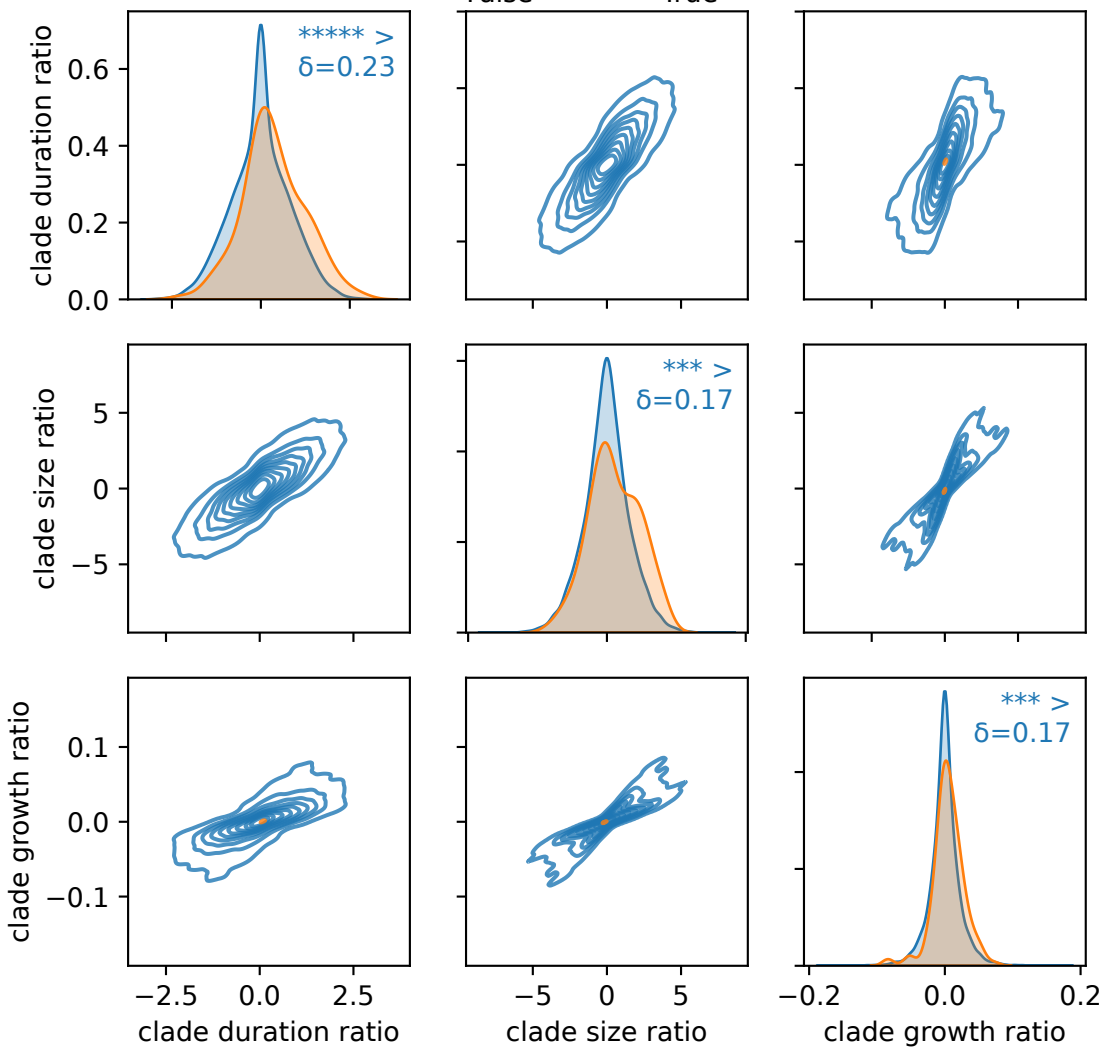 clade duration ratio
0.6
0.4
0.2
0.0
***** >
δ=0.23
clade size ratio
5
0
−5
*** >
δ=0.17
clade growth ratio
0.1
0.0
−0.1
*** >
δ=0.17
−2.5 0.0 2.5
−5 0 5
−0.2 0.0 0.2
clade duration ratio
clade size ratio
clade growth ratio